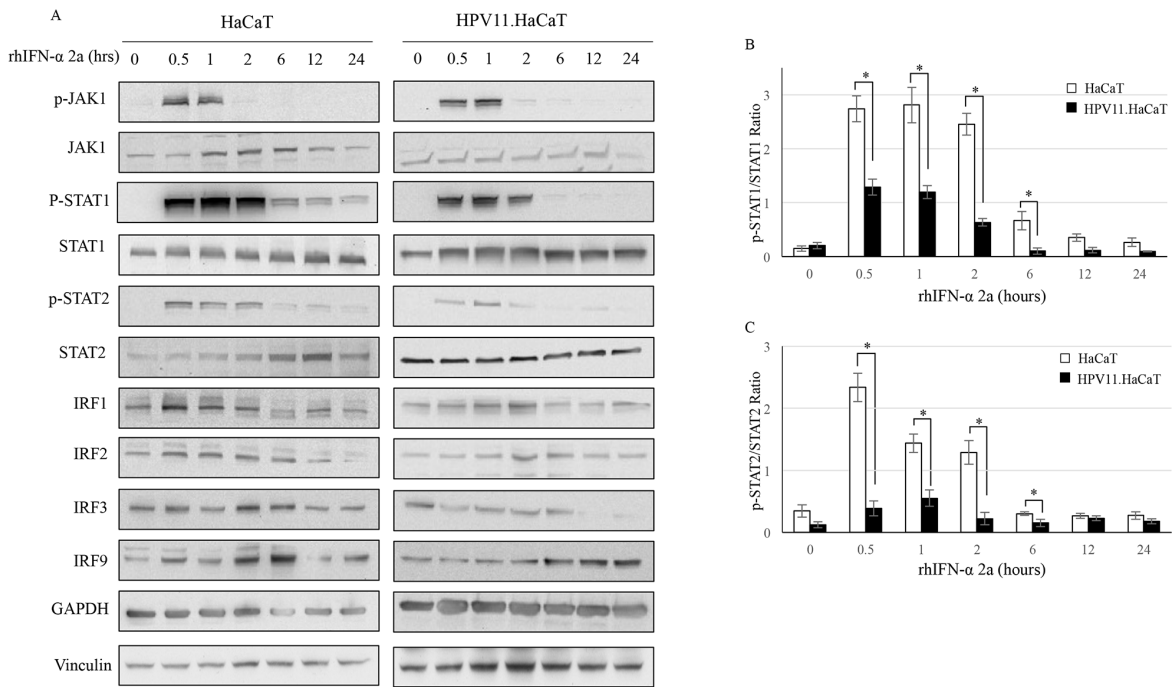 A
HaCaT
HPV11.HaCaT
rhIFN-α 2a (hrs)
0 0.5 1 2 6 12 24
0 0.5 1 2 6 12 24
p-JAK1
JAK1
P-STAT1
STAT1
p-STAT2
STAT2
IRF1
IRF2
IRF3
IRF9
GAPDH
Vinculin
B
p-STAT1/STAT1 Ratio
3
2
1
0
* * * *
HaCaT
HPV11.HaCaT
0 0.5 1 2 6 12 24
rhIFN-α 2a (hours)
C
p-STAT2/STAT2 Ratio
3
2
1
0
* * * *
HaCaT
HPV11.HaCaT
0 0.5 1 2 6 12 24
rhIFN-α 2a (hours)